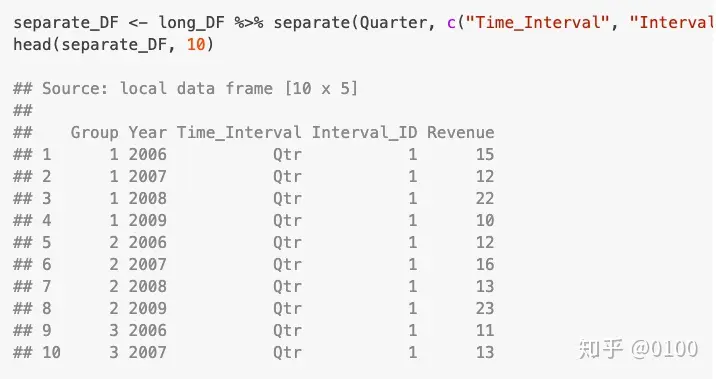 separate_DF <- long_DF %>% separate(Quarter, c("Time_Interval", "Interval
head(separate_DF, 10)
## Source: local data frame [10 x 5]
##
##    Group Year Time_Interval Interval_ID Revenue
## 1      1 2006           Qtr           1      15
## 2      1 2007           Qtr           1      12
## 3      1 2008           Qtr           1      22
## 4      1 2009           Qtr           1      10
## 5      2 2006           Qtr           1      12
## 6      2 2007           Qtr           1      16
## 7      2 2008           Qtr           1      13
## 8      2 2009           Qtr           1      23
## 9      3 2006           Qtr           1      11
## 10     3 2007           Qtr           1      13
知乎 @0100